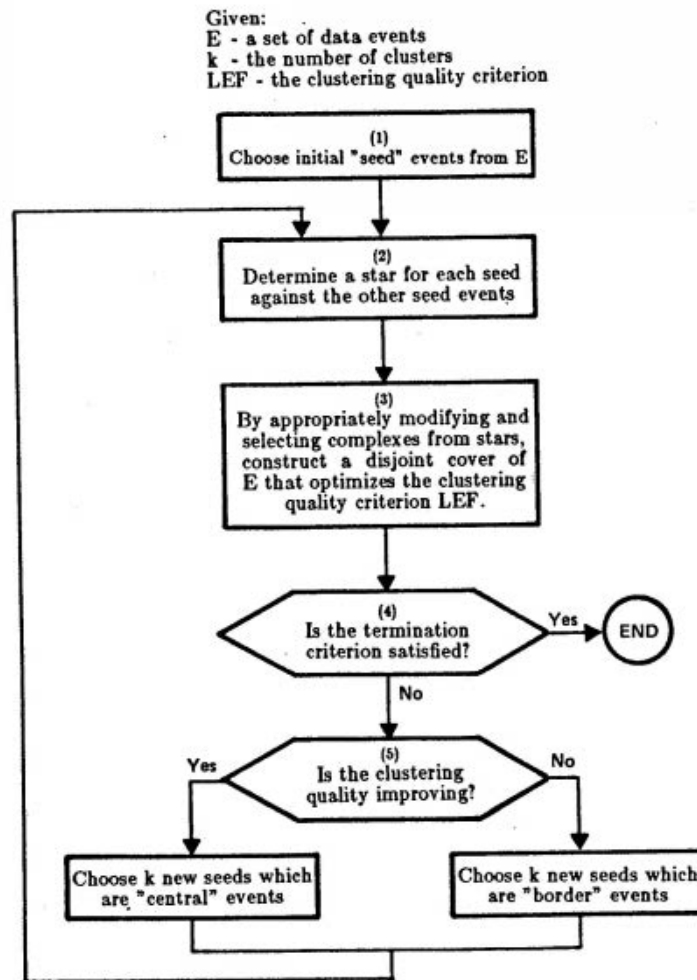 Given:
E - a set of data events
k - the number of clusters
LEF - the clustering quality criterion
(1)
Choose initial "seed" events from E
(2)
Determine a star for each seed
against the other seed events
(3)
By appropriately modifying and
selecting complexes from stars,
construct a disjoint cover of
E that optimizes the clustering
quality criterion LEF.
(4)
Is the termination
criterion satisfied?
Yes
END
No
(5)
Is the clustering
quality improving?
Yes
No
Choose k new seeds which
are "central" events
Choose k new seeds which
are "border" events